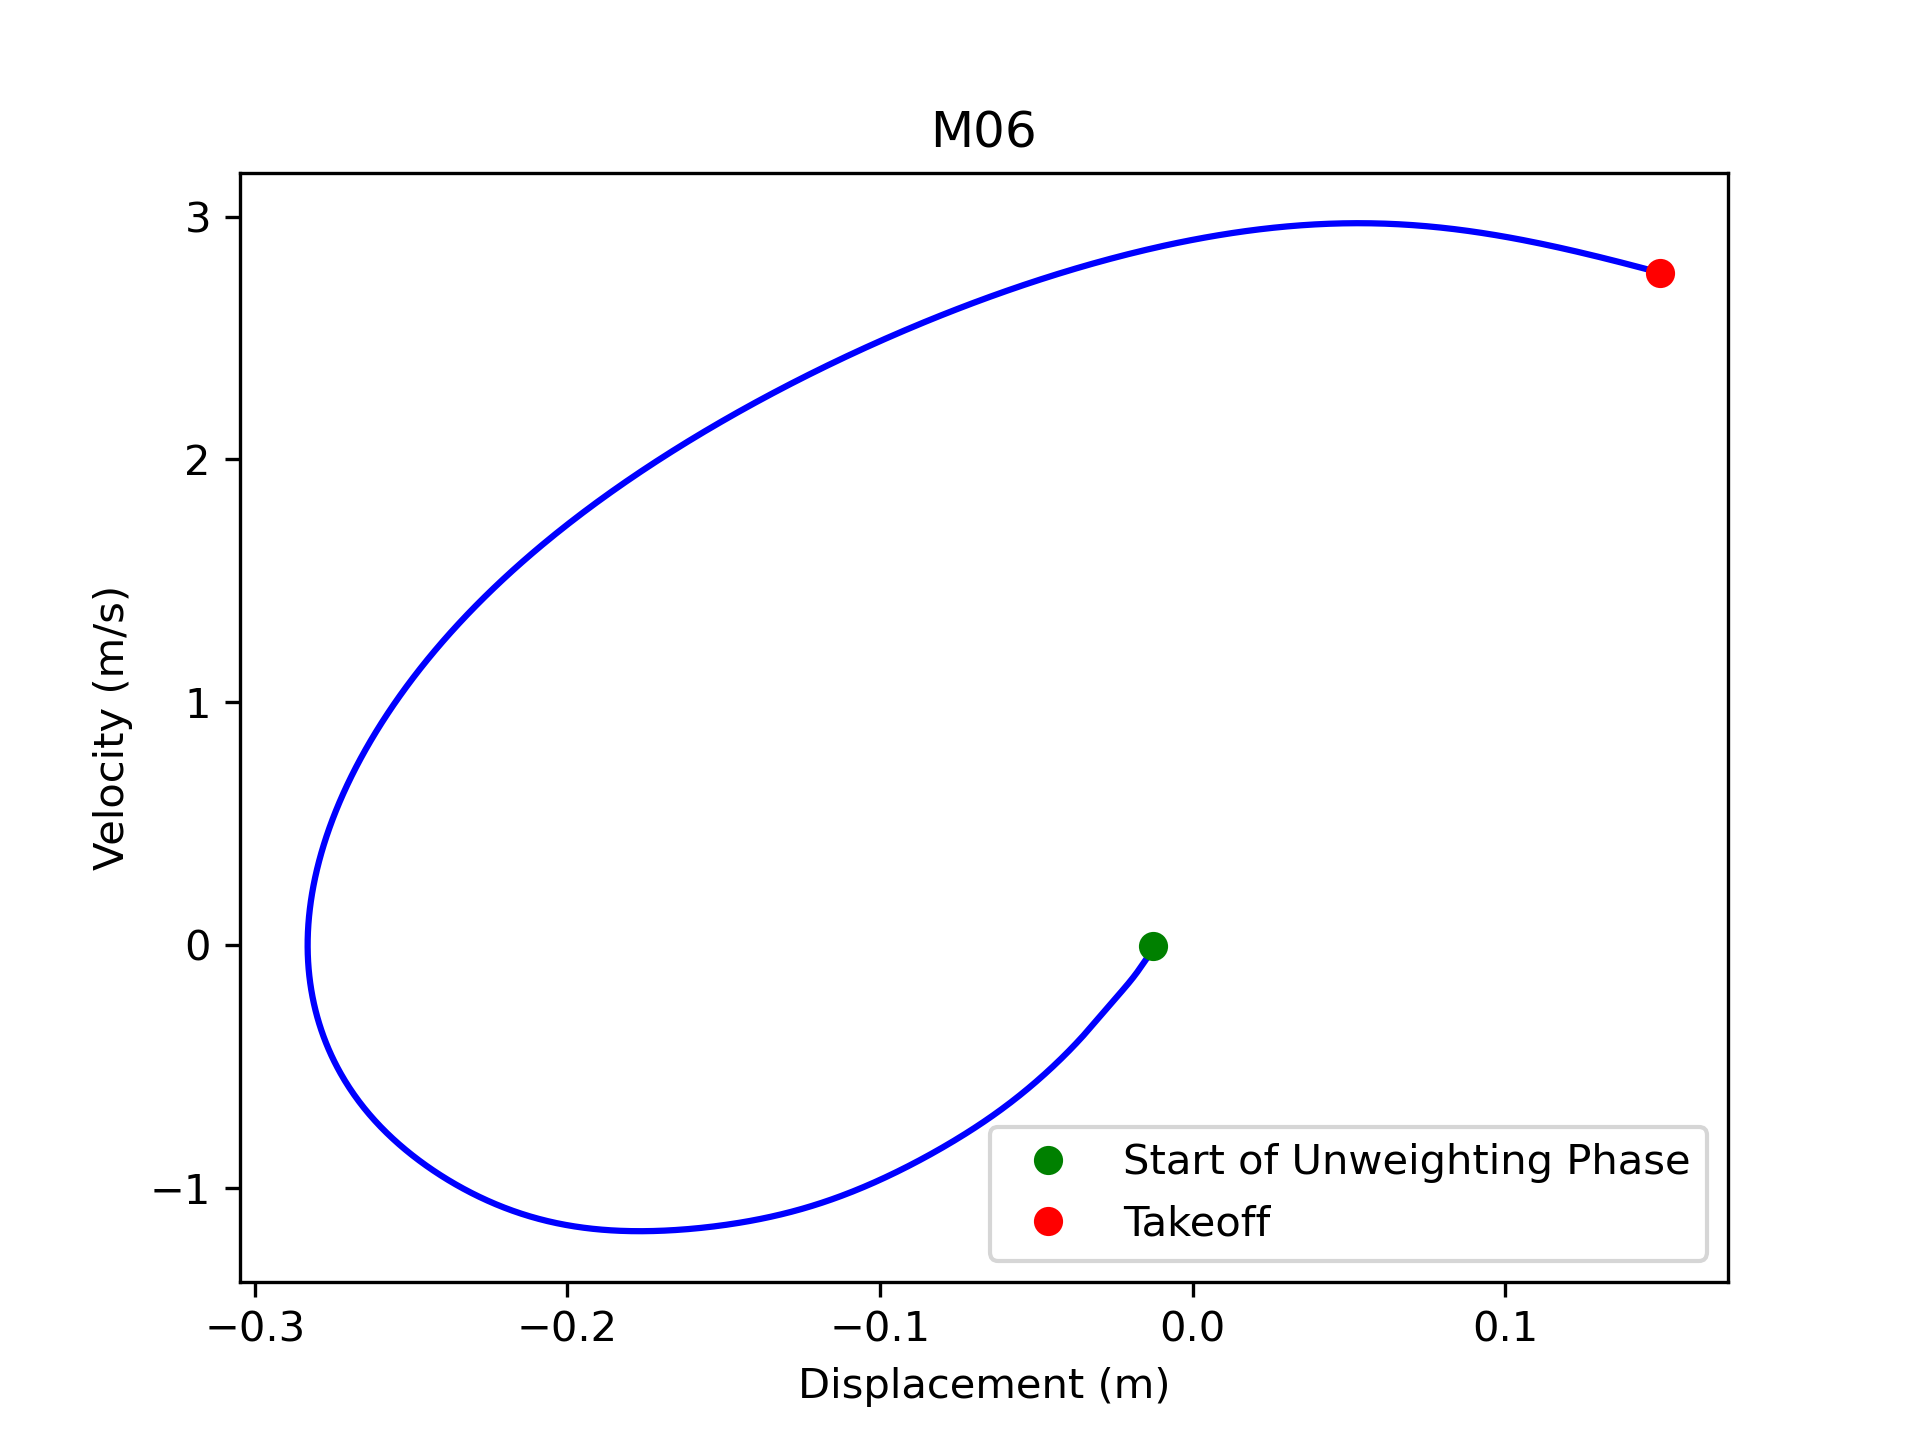 M06
3
2
1
0
−1
Velocity (m/s)
Start of Unweighting Phase
Takeoff
−0.3 −0.2 −0.1 0.0 0.1
Displacement (m)